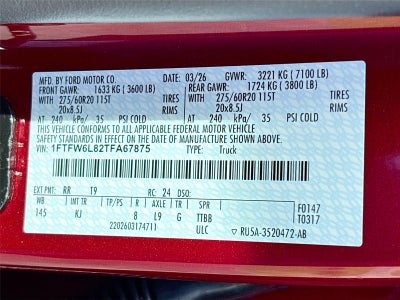 MFD. BY FORD MOTOR CO. 03/26 GVWR: 3221 KG ( 7100 LB)
FRONT GAWR: 1633 KG ( 3600 LB) REAR GAWR: 1724 KG ( 3800 LB)
WITH 275/60R20 115T TIRES WITH 275/60R20 115T TIRES
20x8.5J RIMS 20x8.5J RIMS
AT 240 kPa/ 35 PSI COLD AT 240 kPa/ 35 PSI COLD
THIS VEHICLE CONFORMS TO ALL APPLICABLE FEDERAL MOTOR VEHICLE
SAFETY STANDARDS IN EFFECT ON THE DATE OF MANUFACTURE SHOWN ABOVE.
VIN: 1FTFW6L82TFA67875
TYPE: Truck
EXT PNT: RR T9 RC: 24 DSO: F0147
WB INT TR TP/PS R AXLE TR SPR T0317
145 KJ 8 L9 G TTBB
2202603174711 ULC RU5A-3520472-AB